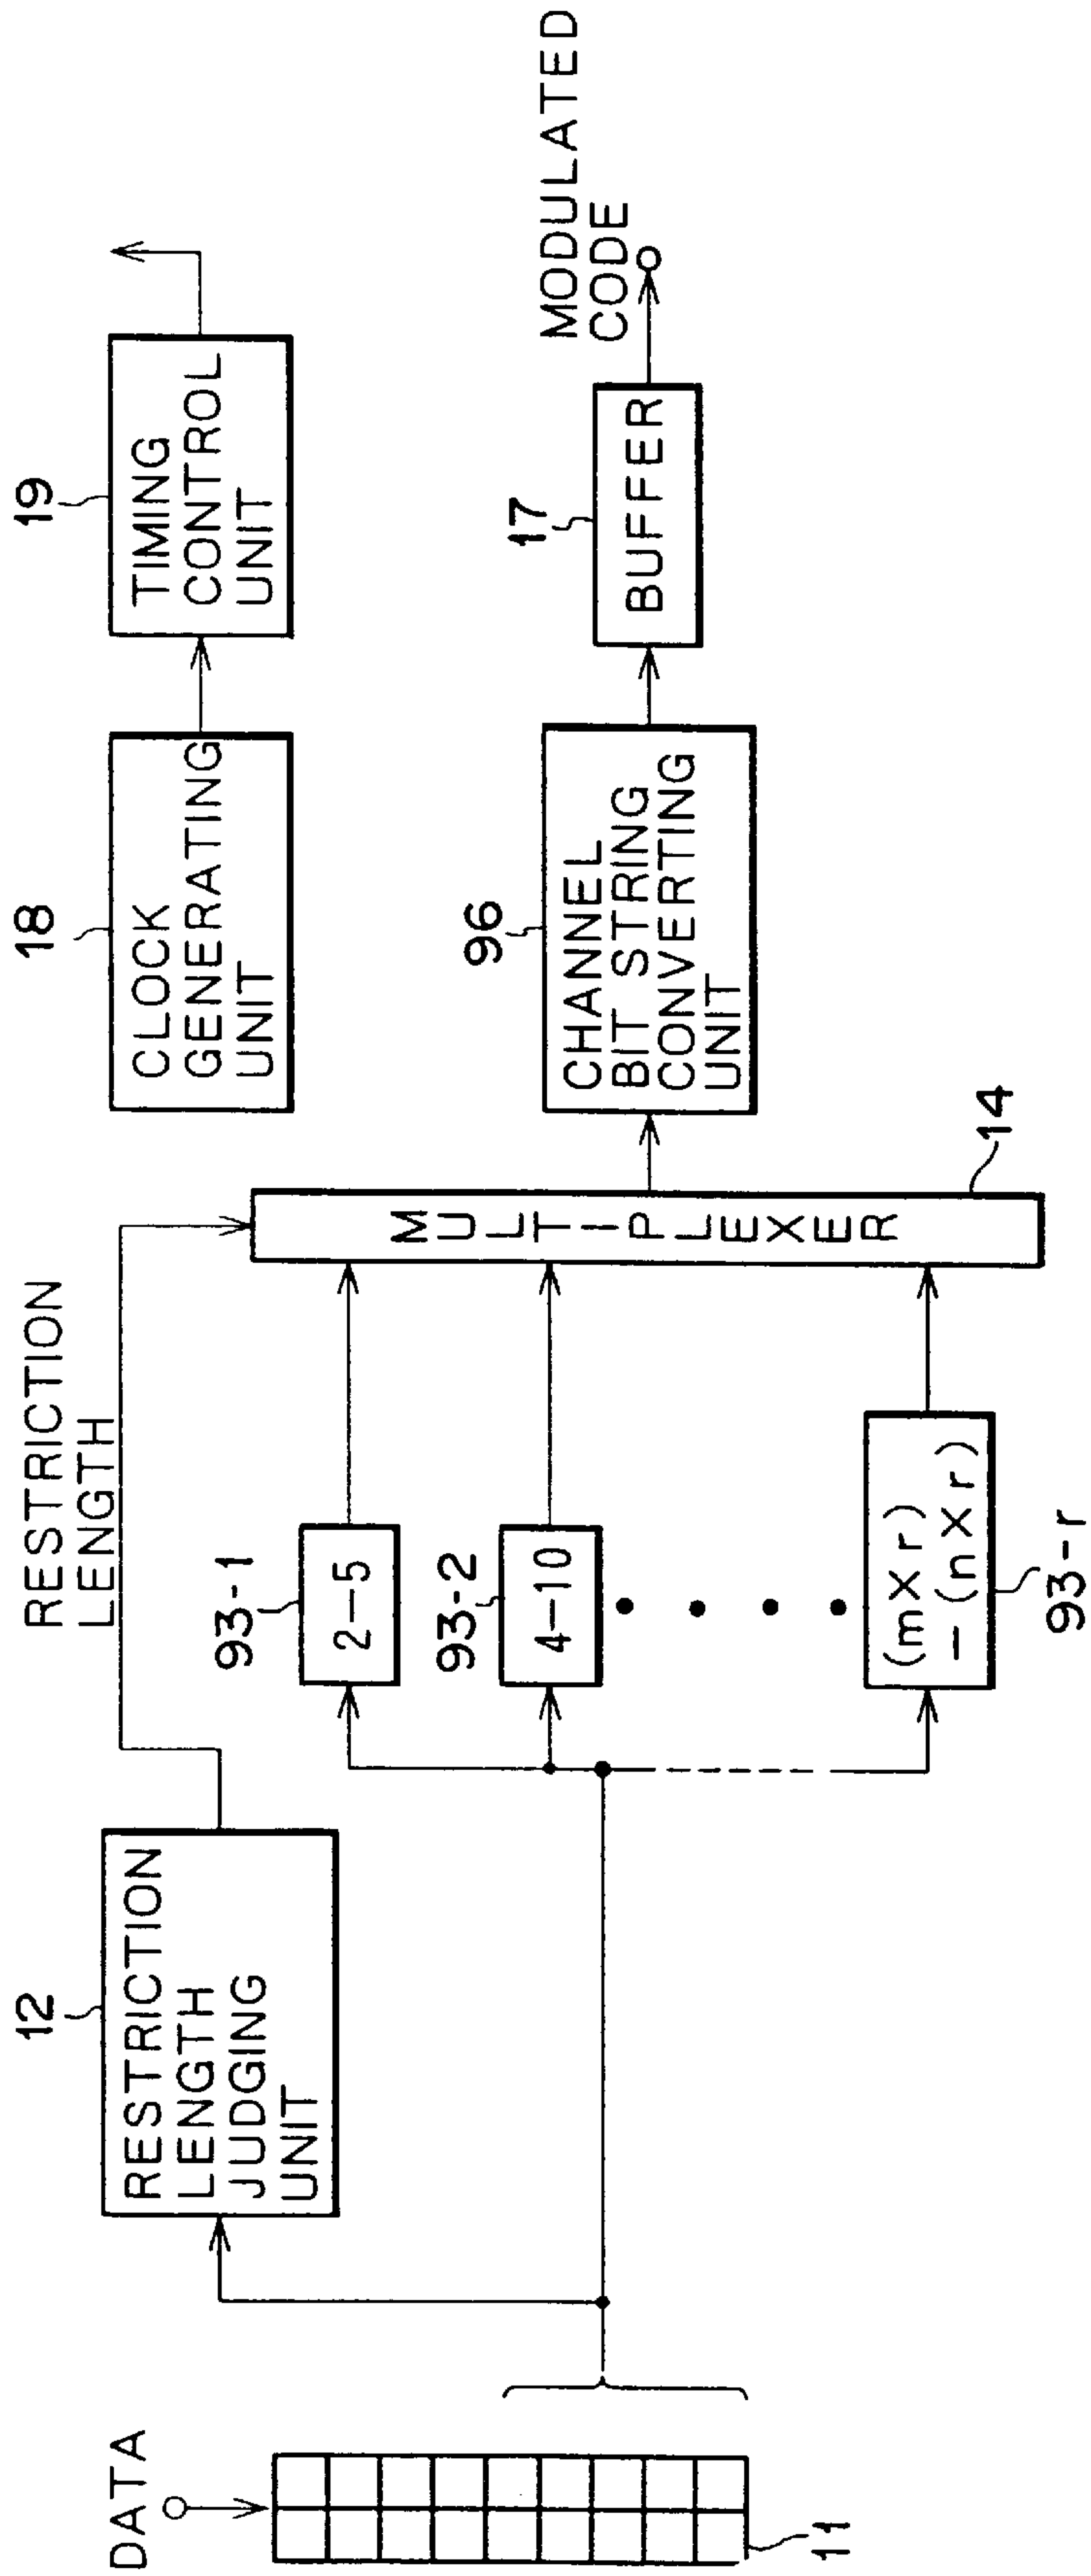 DATA
11
12
RESTRICTION
LENGTH
JUDGING
UNIT
RESTRICTION
LENGTH
93-1
2-5
93-2
4-10
(m×r)
-(n×r)
93-r
MULTIPLEXER
14
18
CLOCK
GENERATING
UNIT
19
TIMING
CONTROL
UNIT
96
CHANNEL
BIT STRING
CONVERTING
UNIT
17
BUFFER
MODULATED
CODE